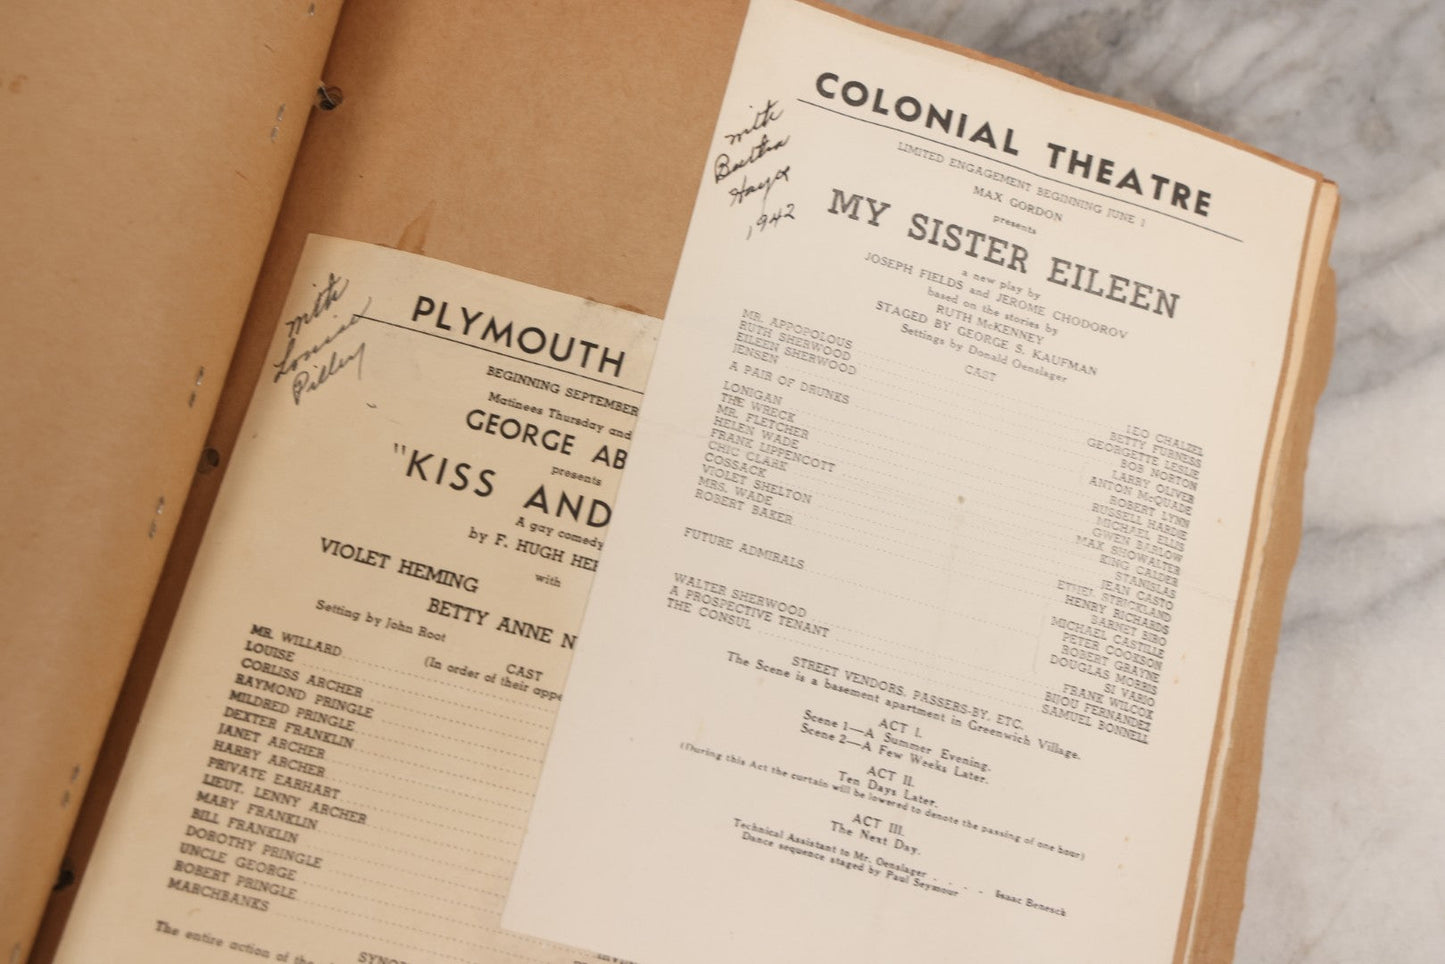 with
Louise
Pilley
PLYMOUTH
BEGINNING SEPTEMBER
Matinees Thursday and
GEORGE AB
presents
"KISS AND
A gay comedy
by F. HUGH HER
with
VIOLET HEMING
BETTY ANNE N
Setting by John Root
CAST
(In order of their appe
MR. WILLARD
LOUISE
CORLISS ARCHER
RAYMOND PRINGLE
MILDRED PRINGLE
DEXTER FRANKLIN
JANET ARCHER
HARRY ARCHER
PRIVATE EARHART
LIEUT. LENNY ARCHER
MARY FRANKLIN
BILL FRANKLIN
DOROTHY PRINGLE
UNCLE GEORGE
ROBERT PRINGLE
MARCHBANKS
The entire action of the
SYNO
with
1942
COLONIAL THEATRE
LIMITED ENGAGEMENT BEGINNING JUNE 1
MAX GORDON
presents
MY SISTER EILEEN
a new play by
JOSEPH FIELDS and JEROME CHODOROV
based on the stories by
RUTH McKENNEY
STAGED BY GEORGE S. KAUFMAN
Settings by Donald Oenslager
CAST
MR. APPOPOLOUS LEO CHALZEL
RUTH SHERWOOD BETTY FURNESS
EILEEN SHERWOOD GEORGETTE LESLIE
JENSEN BOB NORTON
A PAIR OF DRUNKS LARRY OLIVER
ANTON McQUADE
LONIGAN ROBERT LYNN
THE WRECK RUSSELL HARDIE
MR. FLETCHER MICHAEL ELLIS
HELEN WADE GWEN BARLOW
FRANK LIPPENCOTT MAX SHOWALTER
CHIC CLARK KING CALDER
COSSACK STANISLAS
VIOLET SHELTON JEAN CASTO
MRS. WADE ETHEL STRICKLAND
ROBERT BAKER HENRY RICHARDS
BARNET BIRO
MICHAEL CASTILLE
FUTURE ADMIRALS PETER COOKSON
ROBERT GRAYNE
DOUGLAS MORRIS
SI VARIO
WALTER SHERWOOD FRANK WILCOX
A PROSPECTIVE TENANT BIJOU FERNANDEZ
THE CONSUL SAMUEL BONNELL
STREET VENDORS, PASSERS-BY, ETC.
The Scene is a basement apartment in Greenwich Village.
ACT I.
Scene 1—A Summer Evening.
Scene 2—A Few Weeks Later.
ACT II.
Ten Days Later.
(During this Act the curtain will be lowered to denote the passing of one hour)
ACT III.
The Next Day.
Technical Assistant to Mr. Oenslager . . . . Isaac Benesch
Dance sequence staged by Paul Seymour